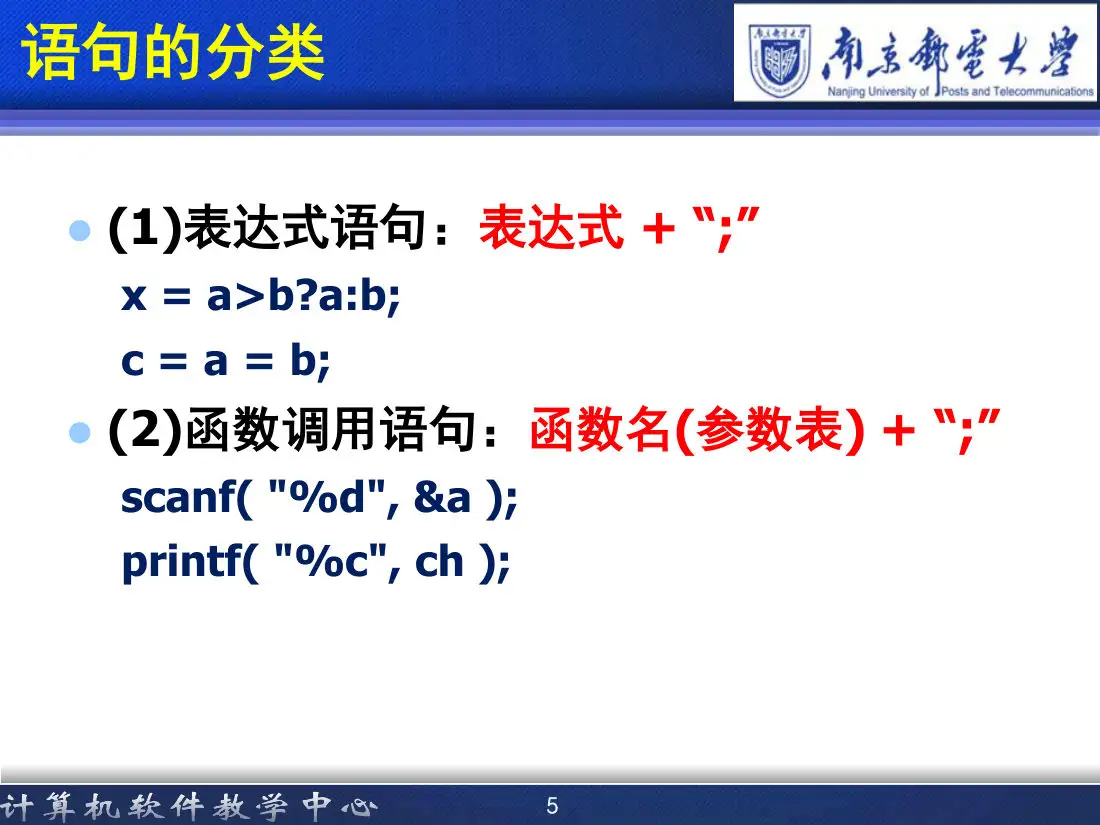 语句的分类
南京郵電大学
Nanjing University of Posts and Telecommunications
(1)表达式语句：表达式 + “;”
x = a>b?a:b;
c = a = b;
(2)函数调用语句：函数名(参数表) + “;”
scanf( "%d", &a );
printf( "%c", ch );
计算机软件教学中心
5